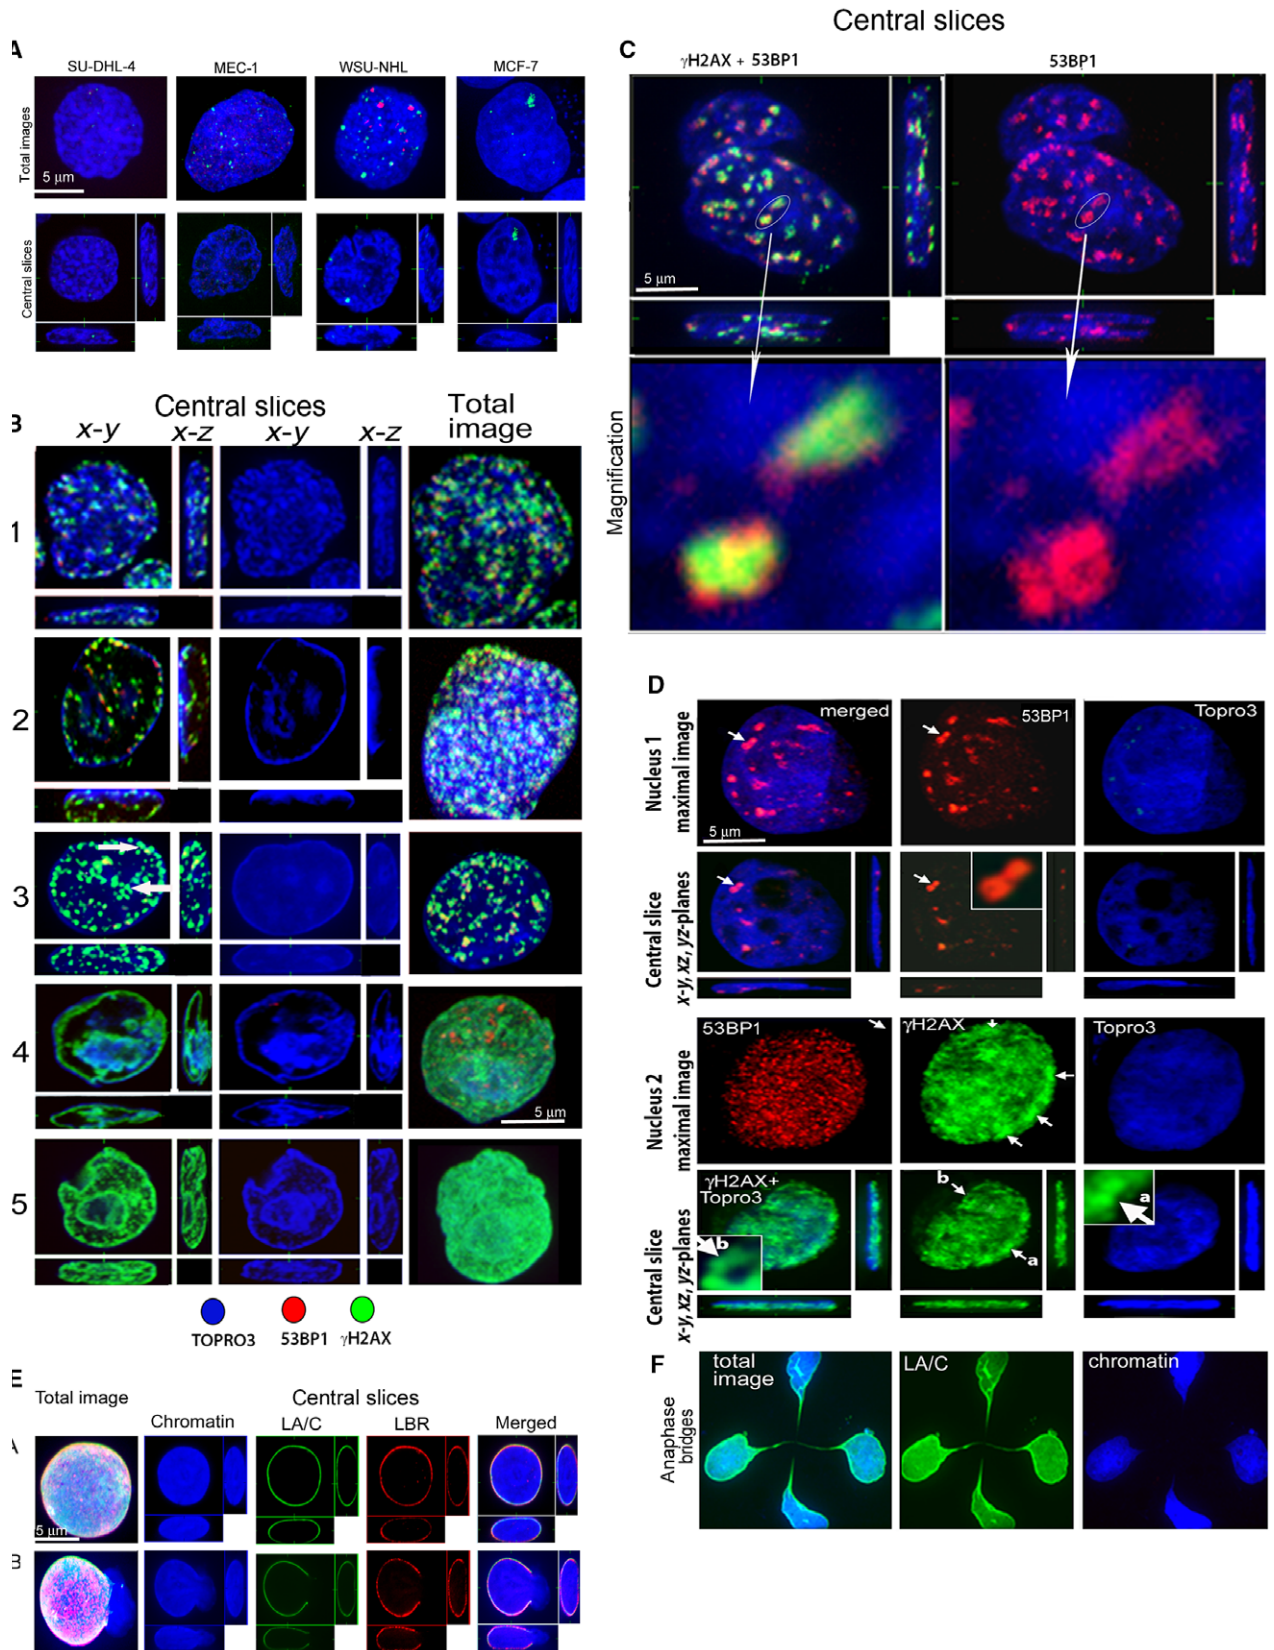 Central slices
A
SU-DHL-4 MEC-1 WSU-NHL MCF-7
Total images
5 μm
Central slices
C
γH2AX + 53BP1 53BP1
5 μm
Magnification
B
Central slices Total image
x-y x-z x-y x-z
1
2
3
4
5 μm
5
TOPRO3 53BP1 γH2AX
D
Nucleus 1 maximal image
merged 53BP1 Topro3
5 μm
Central slice x-y, xz, yz-planes
Nucleus 2 maximal image
53BP1 γH2AX Topro3
Central slice x-y, xz, yz-planes
γH2AX+ Topro3
b
b
a
a
E
Total image Central slices
Chromatin LA/C LBR Merged
A
5 μm
B
F
Anaphase bridges
total image LA/C chromatin